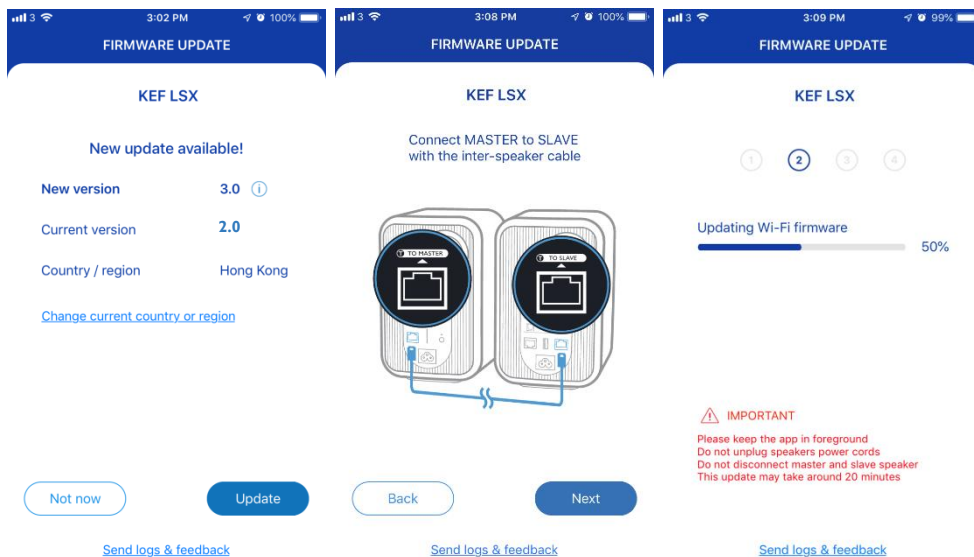 3
3:02 PM
100%
FIRMWARE UPDATE
KEF LSX
New update available!
New version 3.0
Current version 2.0
Country / region Hong Kong
Change current country or region
Not now
Update
Send logs & feedback
3
3:08 PM
100%
FIRMWARE UPDATE
KEF LSX
Connect MASTER to SLAVE
with the inter-speaker cable
TO MASTER
TO SLAVE
Back
Next
Send logs & feedback
3
3:09 PM
99%
FIRMWARE UPDATE
KEF LSX
1 2 3 4
Updating Wi-Fi firmware
50%
IMPORTANT
Please keep the app in foreground
Do not unplug speakers power cords
Do not disconnect master and slave speaker
This update may take around 20 minutes
Send logs & feedback